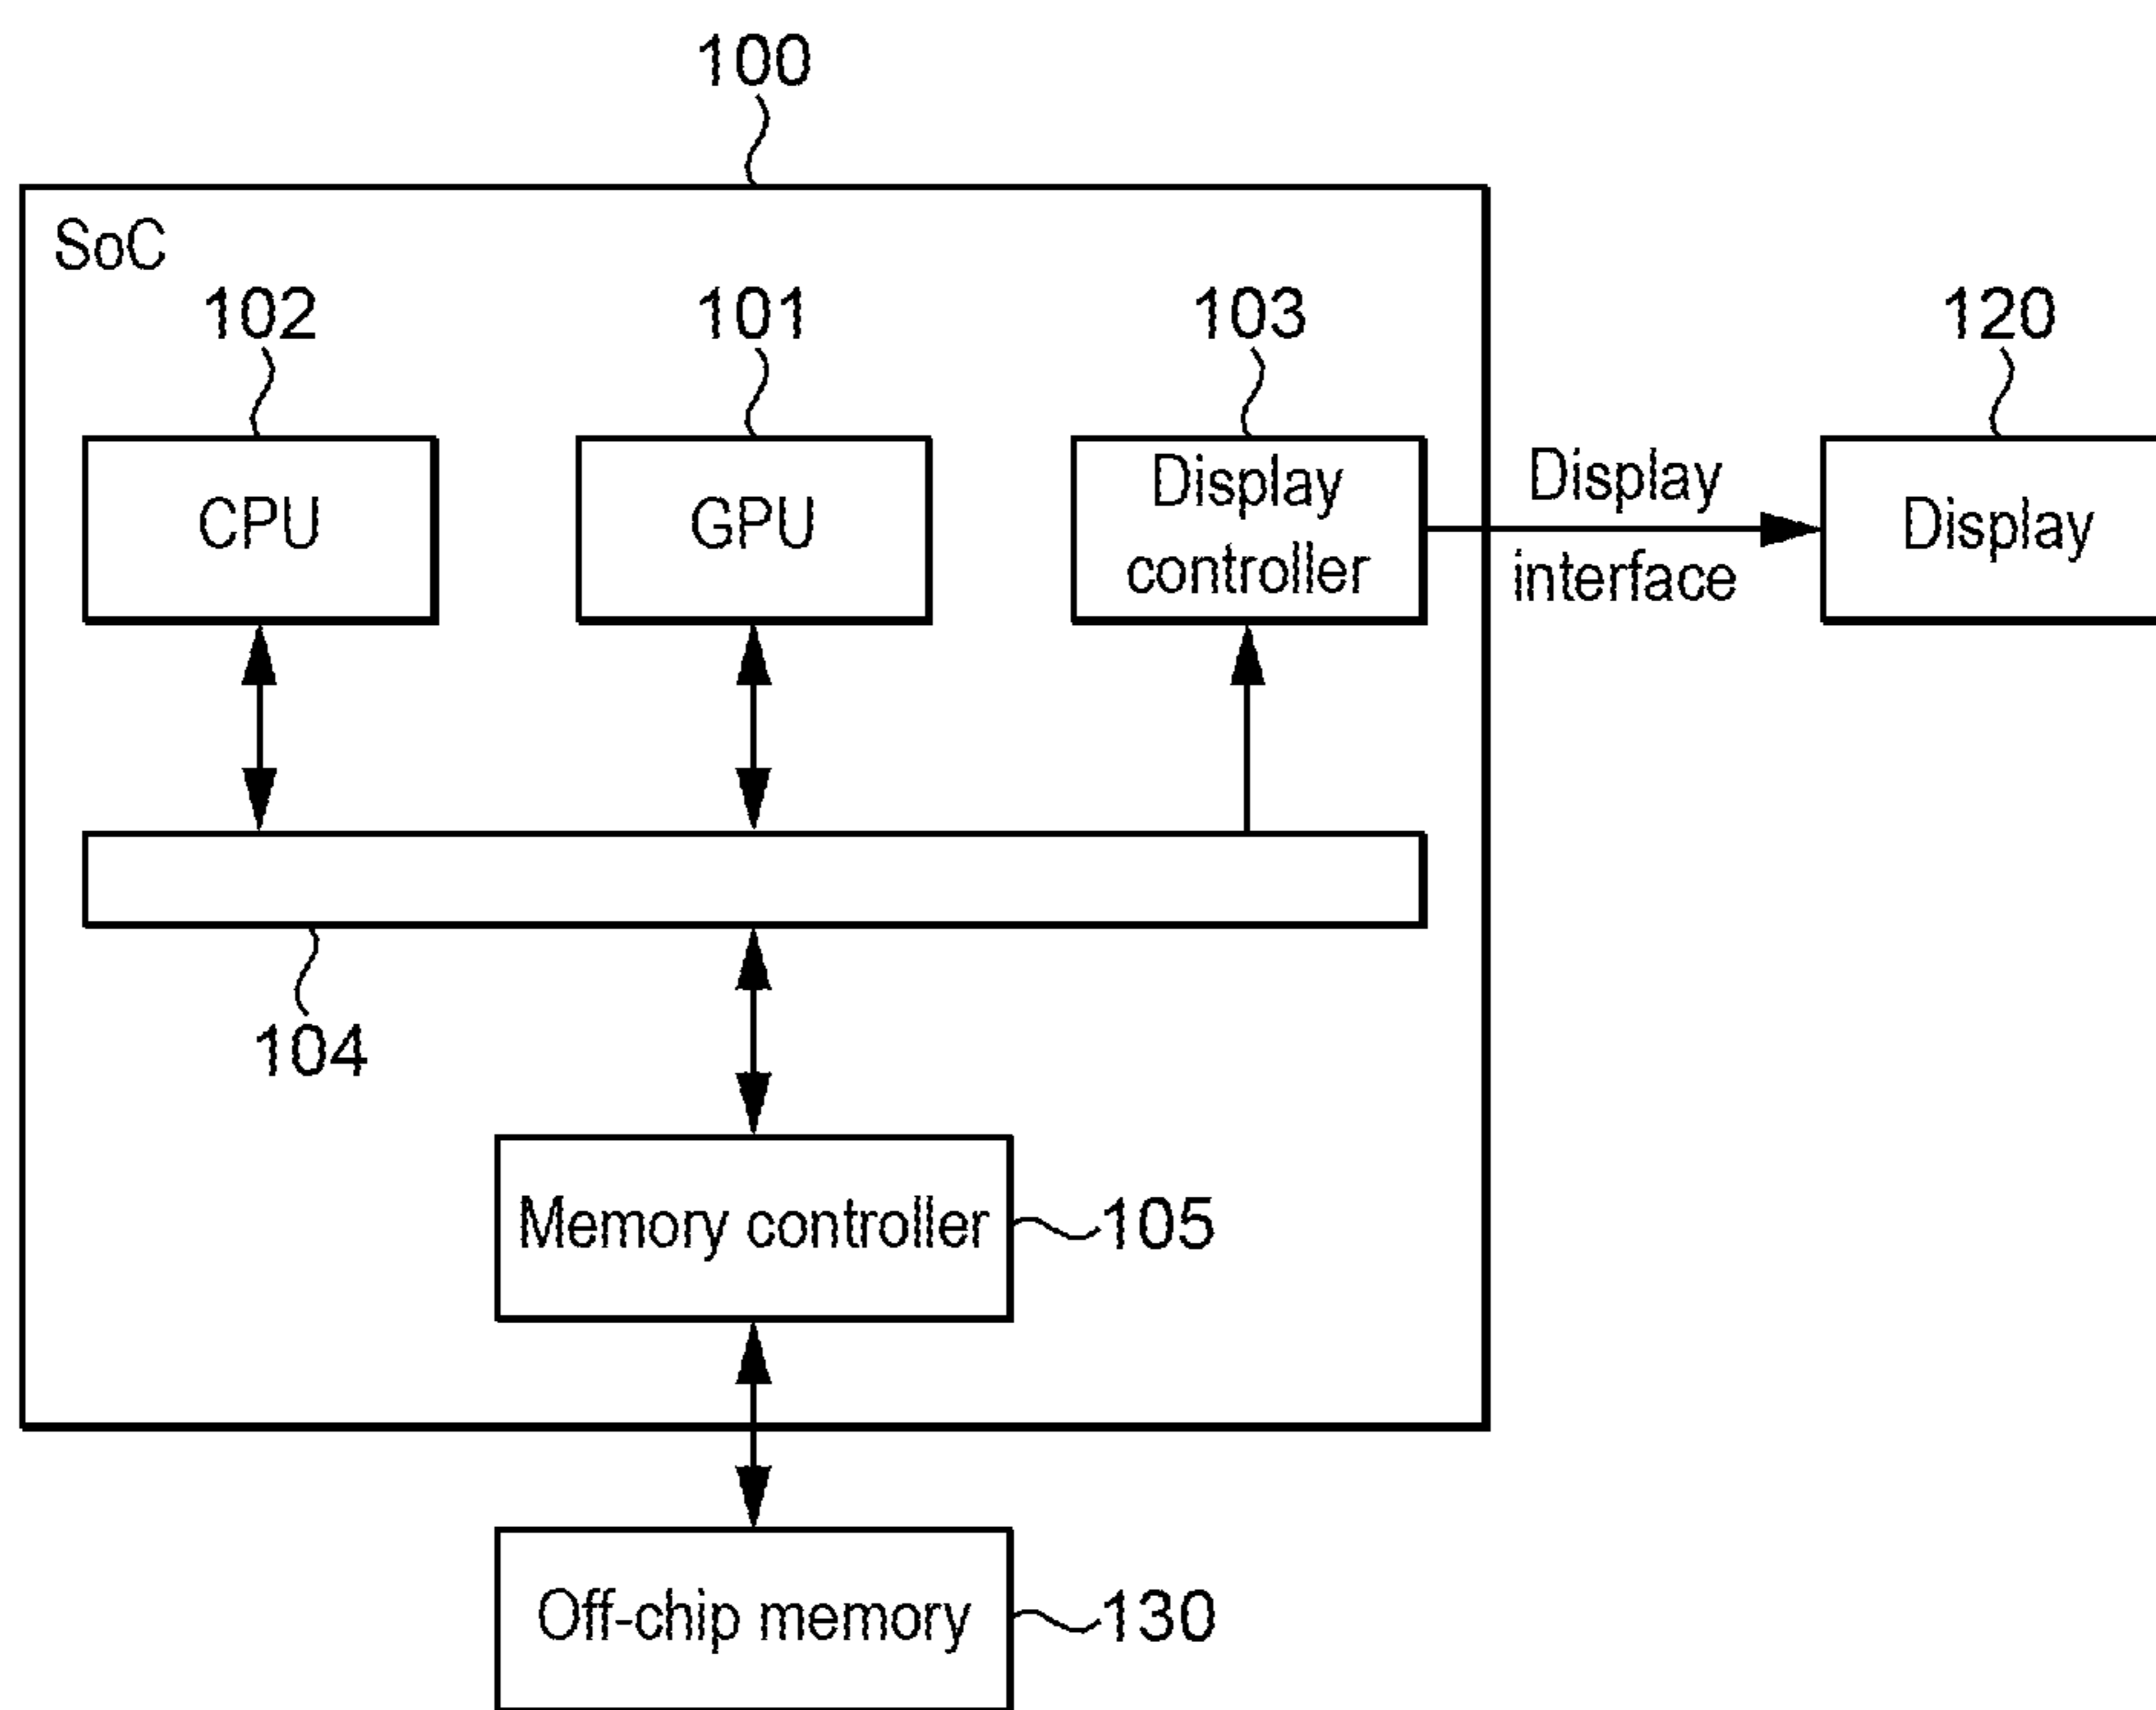 100
SoC
102
101
103
120
CPU
GPU
Display
controller
Display
interface
Display
104
Memory controller
105
Off-chip memory
130